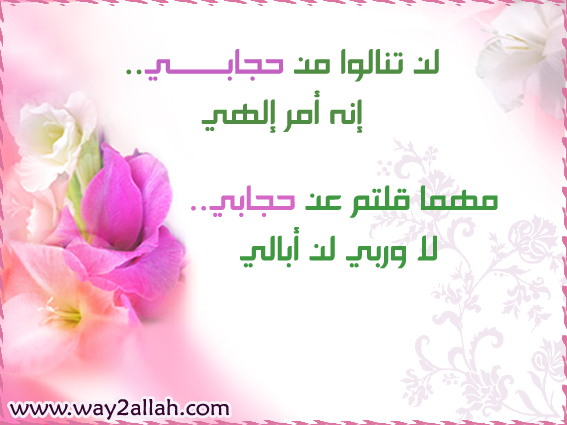 لن تنالوا من حجابـــــي..
إنه أمر إلهي
مهما قلتم عن حجابي..
لا وربي لن أبالي
www.way2allah.com